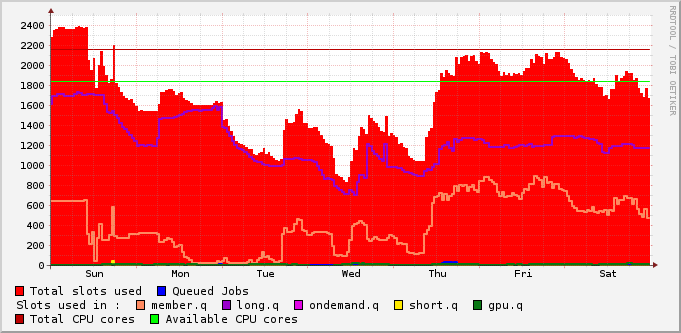 2400
2200
2000
1800
1600
1400
1200
1000
800
600
400
200
0
Sun Mon Tue Wed Thu Fri Sat
RRDTOOL / TOBI OETIKER
Total slots used Queued Jobs
Slots used in : member.q long.q ondemand.q short.q gpu.q
Total CPU cores Available CPU cores